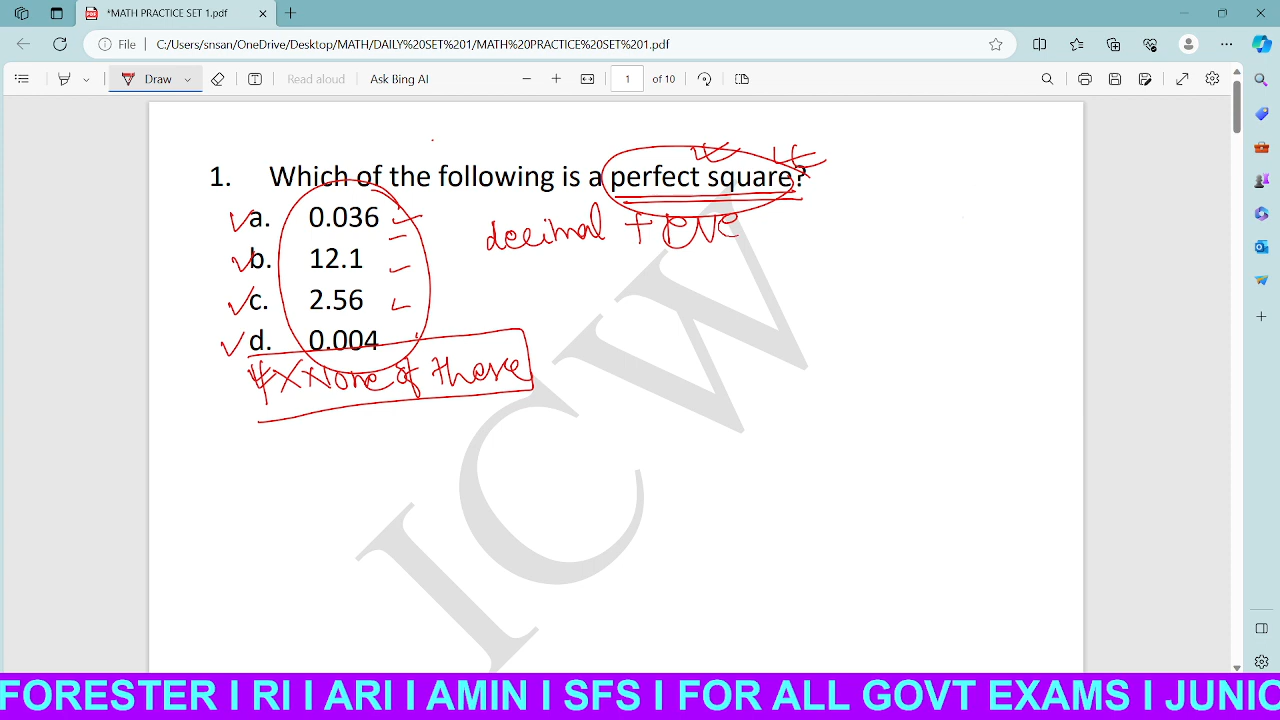 *MATH PRACTICE SET 1.pdf
File C:/Users/snsan/OneDrive/Desktop/MATH/DAILY%20SET%201/MATH%20PRACTICE%20SET%201.pdf
Draw Read aloud Ask Bing AI 1 of 10
1. Which of the following is a perfect square?
a. 0.036
decimal + eve
b. 12.1
c. 2.56
d. 0.004
None of these
ICW
FORESTER I RI I ARI I AMIN I SFS I FOR ALL GOVT EXAMS I JUNIO